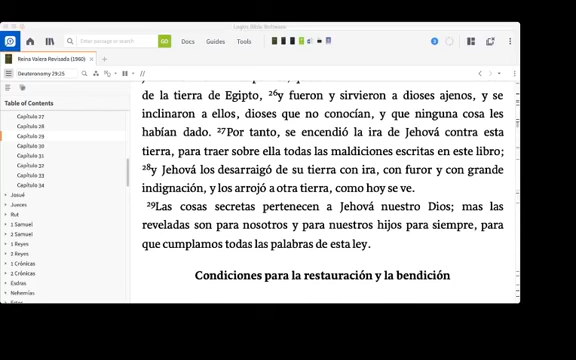 Logos Bible Software
GO
Docs Guides Tools
Reina Valera Revisada (1960)
Deuteronomy 29:25
Table of Contents
Capítulo 27
Capítulo 28
Capítulo 29
Capítulo 30
Capítulo 31
Capítulo 32
Capítulo 33
Capítulo 34
Josué
Jueces
Rut
1 Samuel
2 Samuel
1 Reyes
2 Reyes
1 Crónicas
2 Crónicas
Esdras
Nehemías
de la tierra de Egipto, 26y fueron y sirvieron a dioses ajenos, y se
inclinaron a ellos, dioses que no conocían, y que ninguna cosa les
habían dado. 27Por tanto, se encendió la ira de Jehová contra esta
tierra, para traer sobre ella todas las maldiciones escritas en este libro;
28y Jehová los desarraigó de su tierra con ira, con furor y con grande
indignación, y los arrojó a otra tierra, como hoy se ve.
29Las cosas secretas pertenecen a Jehová nuestro Dios; mas las
reveladas son para nosotros y para nuestros hijos para siempre, para
que cumplamos todas las palabras de esta ley.
Condiciones para la restauración y la bendición